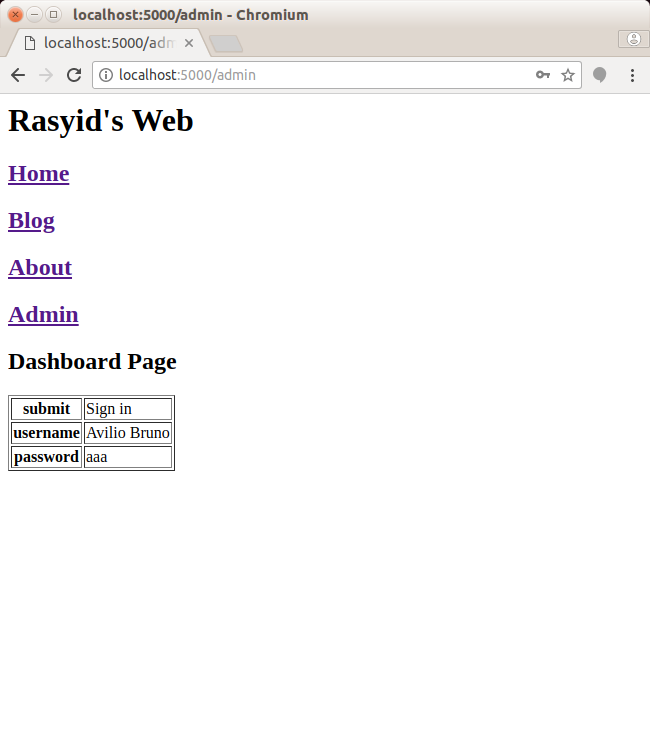 localhost:5000/admin - Chromium
localhost:5000/adm
localhost:5000/admin
Rasyid's Web
Home
Blog
About
Admin
Dashboard Page
submit Sign in
username Avilio Bruno
password aaa